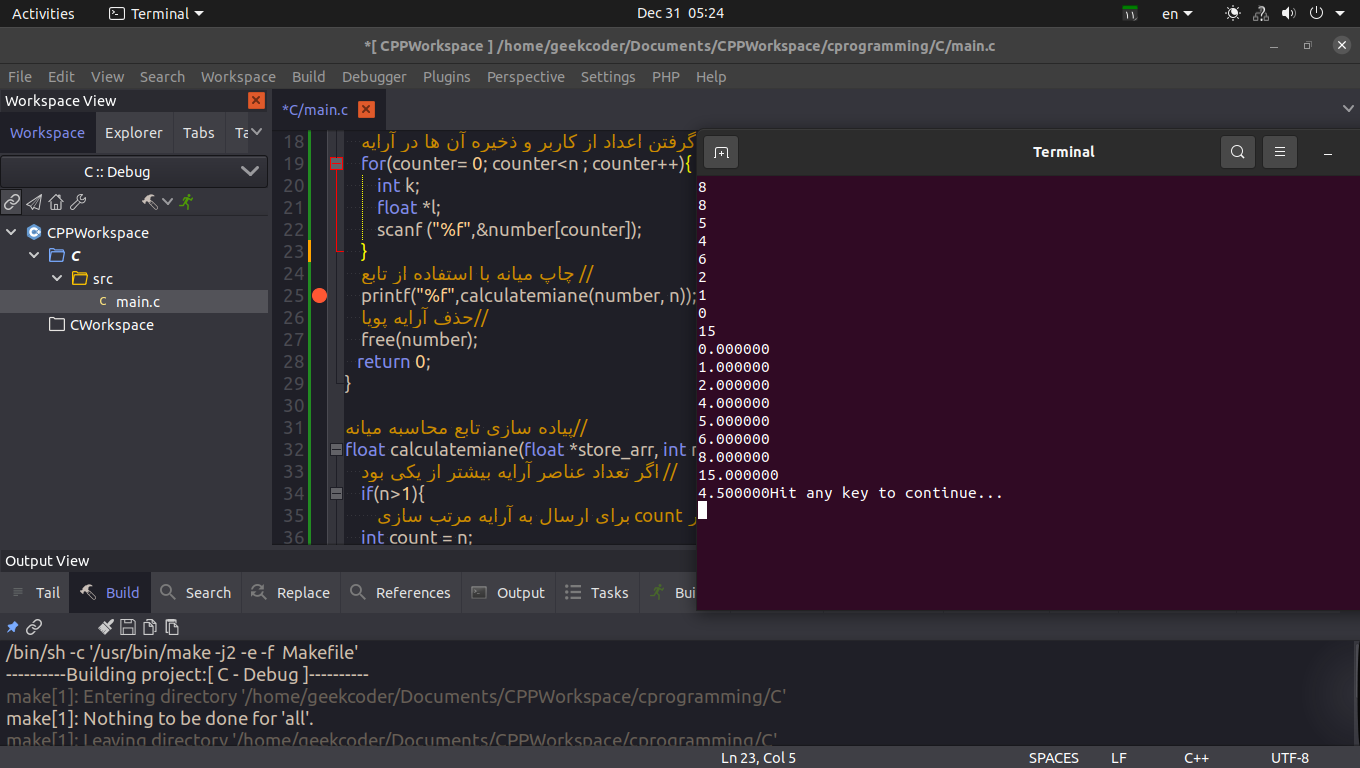 Activities Terminal Dec 31 05:24 en
*[ CPPWorkspace ] /home/geekcoder/Documents/CPPWorkspace/cprogramming/C/main.c
File Edit View Search Workspace Build Debugger Plugins Perspective Settings PHP Help
Workspace View
Workspace Explorer Tabs Ta
C :: Debug
CPPWorkspace
C
src
main.c
CWorkspace
*C/main.c
18 گرفتن اعداد از کاربر و ذخیره آن ها در آرایه
19 for(counter= 0; counter<n ; counter++){
20 int k;
21 float *l;
22 scanf ("%f",&number[counter]);
23 }
24 // چاپ میانه با استفاده از تابع
25 printf("%f",calculatemiane(number, n));
26 //حذف آرایه پویا
27 free(number);
28 return 0;
29 }
30
31 //پیاده سازی تابع محاسبه میانه
32 float calculatemiane(float *store_arr, int
33 // اگر تعداد عناصر آرایه بیشتر از یکی بود
34 if(n>1){
35 ر count برای ارسال به آرایه مرتب سازی
36 int count = n;
Terminal
8
8
5
4
6
2
1
0
15
0.000000
1.000000
2.000000
4.000000
5.000000
6.000000
8.000000
15.000000
4.500000Hit any key to continue...
Output View
Tail Build Search Replace References Output Tasks Bui
/bin/sh -c '/usr/bin/make -j2 -e -f Makefile'
----------Building project:[ C - Debug ]----------
make[1]: Entering directory '/home/geekcoder/Documents/CPPWorkspace/cprogramming/C'
make[1]: Nothing to be done for 'all'.
make[1]: Leaving directory '/home/geekcoder/Documents/CPPWorkspace/cprogramming/C'
Ln 23, Col 5 SPACES LF C++ UTF-8